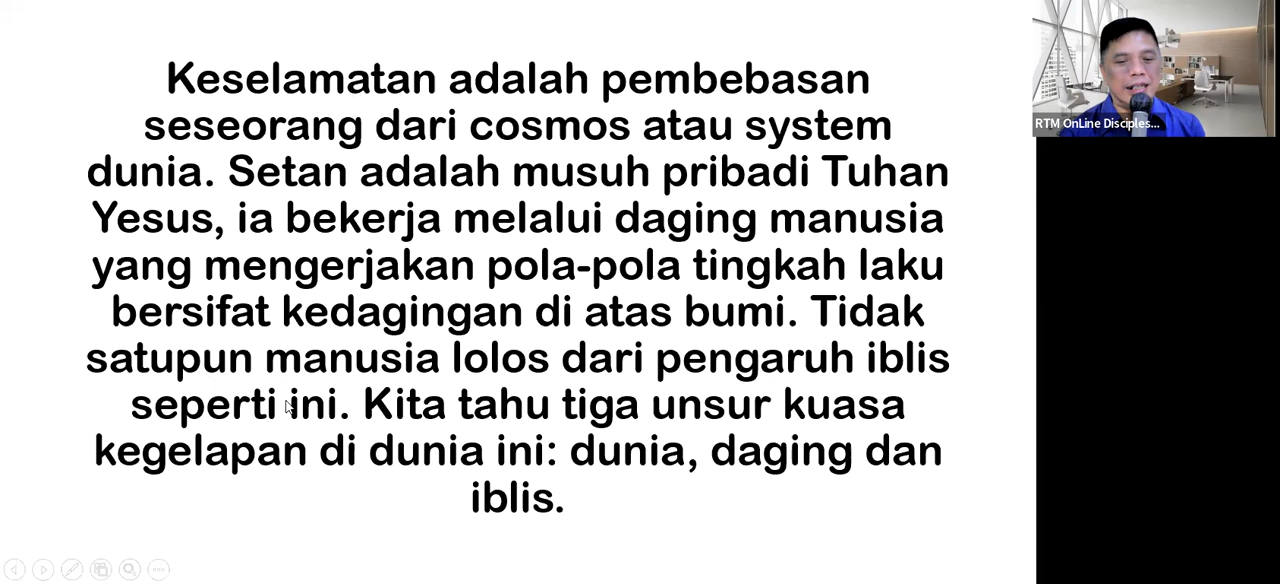 Keselamatan adalah pembebasan
seseorang dari cosmos atau system
dunia. Setan adalah musuh pribadi Tuhan
Yesus, ia bekerja melalui daging manusia
yang mengerjakan pola-pola tingkah laku
bersifat kedagingan di atas bumi. Tidak
satupun manusia lolos dari pengaruh iblis
seperti ini. Kita tahu tiga unsur kuasa
kegelapan di dunia ini: dunia, daging dan
iblis.
RTM OnLine Disciples...